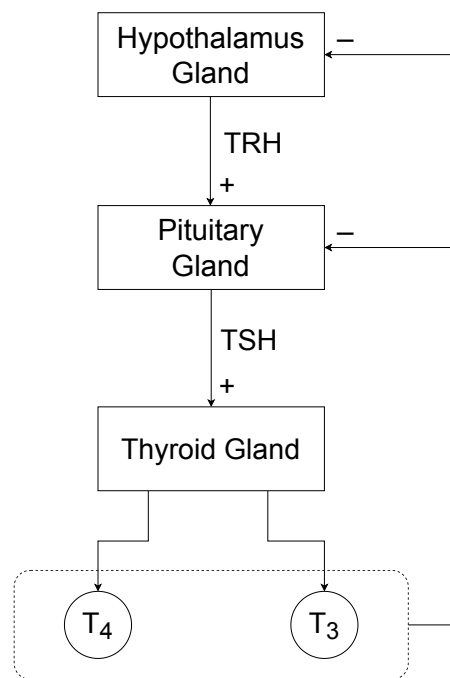 Hypothalamus
Gland
–
TRH
+
Pituitary
Gland
–
TSH
+
Thyroid Gland
T₄
T₃